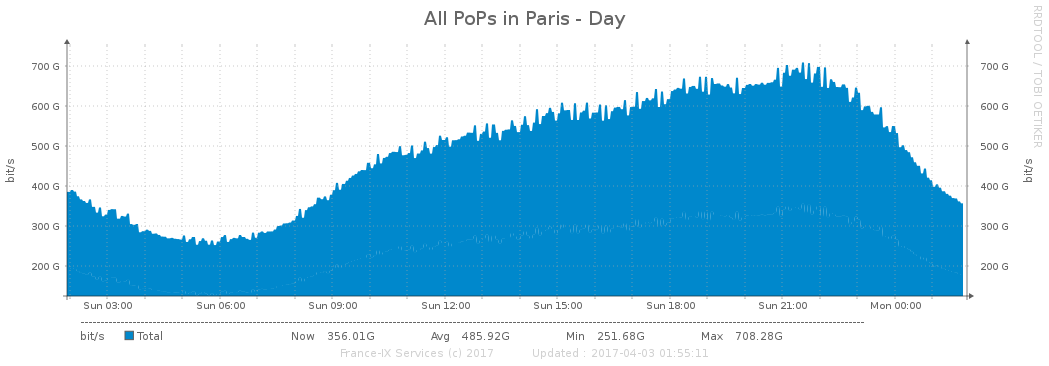 All PoPs in Paris - Day
RRDTOOL / TOBI OETIKER
bit/s
bit/s
700 G
700 G
600 G
600 G
500 G
500 G
400 G
400 G
300 G
300 G
200 G
200 G
Sun 03:00 Sun 06:00 Sun 09:00 Sun 12:00 Sun 15:00 Sun 18:00 Sun 21:00 Mon 00:00
bit/s Total Now 356.01G Avg 485.92G Min 251.68G Max 708.28G
France-IX Services (c) 2017 Updated : 2017-04-03 01:55:11